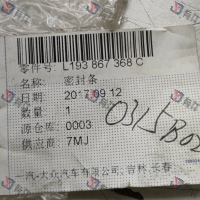 零件号: L193 867 368 C
名称: 密封条
日期 2017 09 12
数量: 1
源仓库: 0003
供应商: 7MJ
汽-大众汽车有限公司, 吉林 长春